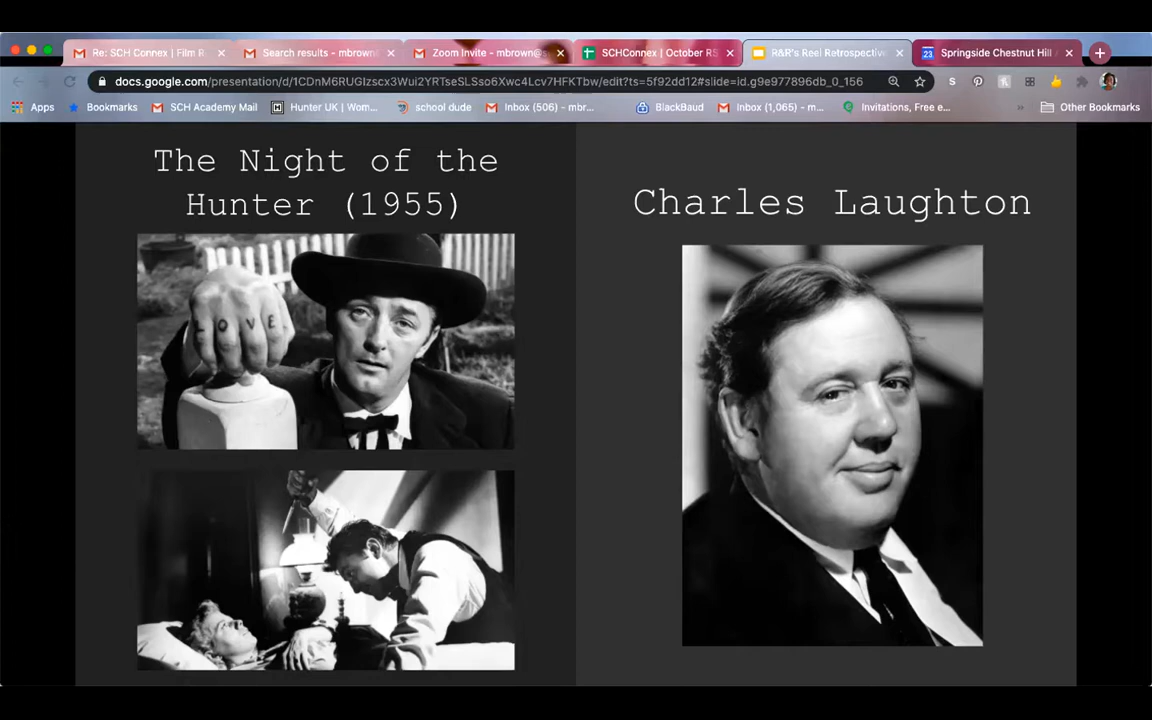 Re: SCH Connex | Film R
Search results - mbrown
Zoom Invite - mbrown@s
SCHConnex | October RS
R&R's Reel Retrospective
23 Springside Chestnut Hill
docs.google.com/presentation/d/1CDnM6RUGIzscx3Wui2YRTseSLSso6Xwc4Lcv7HFKTbw/edit?ts=5f92dd12#slide=id.g9e977896db_0_156
Apps
Bookmarks
SCH Academy Mail
Hunter UK | Wom...
school dude
Inbox (506) - mbr...
BlackBaud
Inbox (1,065) - m...
Invitations, Free e...
Other Bookmarks
The Night of the
Hunter (1955)
LOVE
Charles Laughton